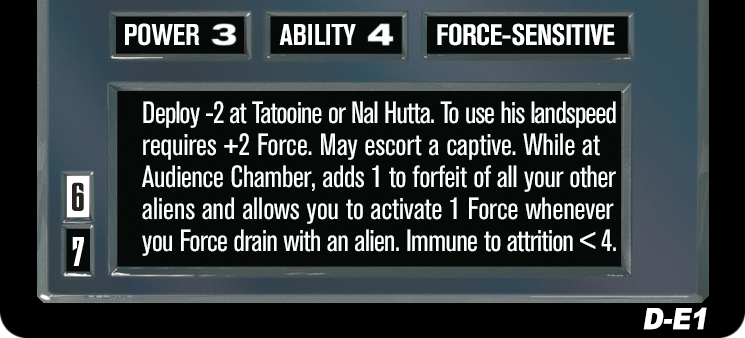 POWER 3 ABILITY 4 FORCE-SENSITIVE
Deploy -2 at Tatooine or Nal Hutta. To use his landspeed
requires +2 Force. May escort a captive. While at
Audience Chamber, adds 1 to forfeit of all your other
aliens and allows you to activate 1 Force whenever
you Force drain with an alien. Immune to attrition < 4.
6
7
D-E1